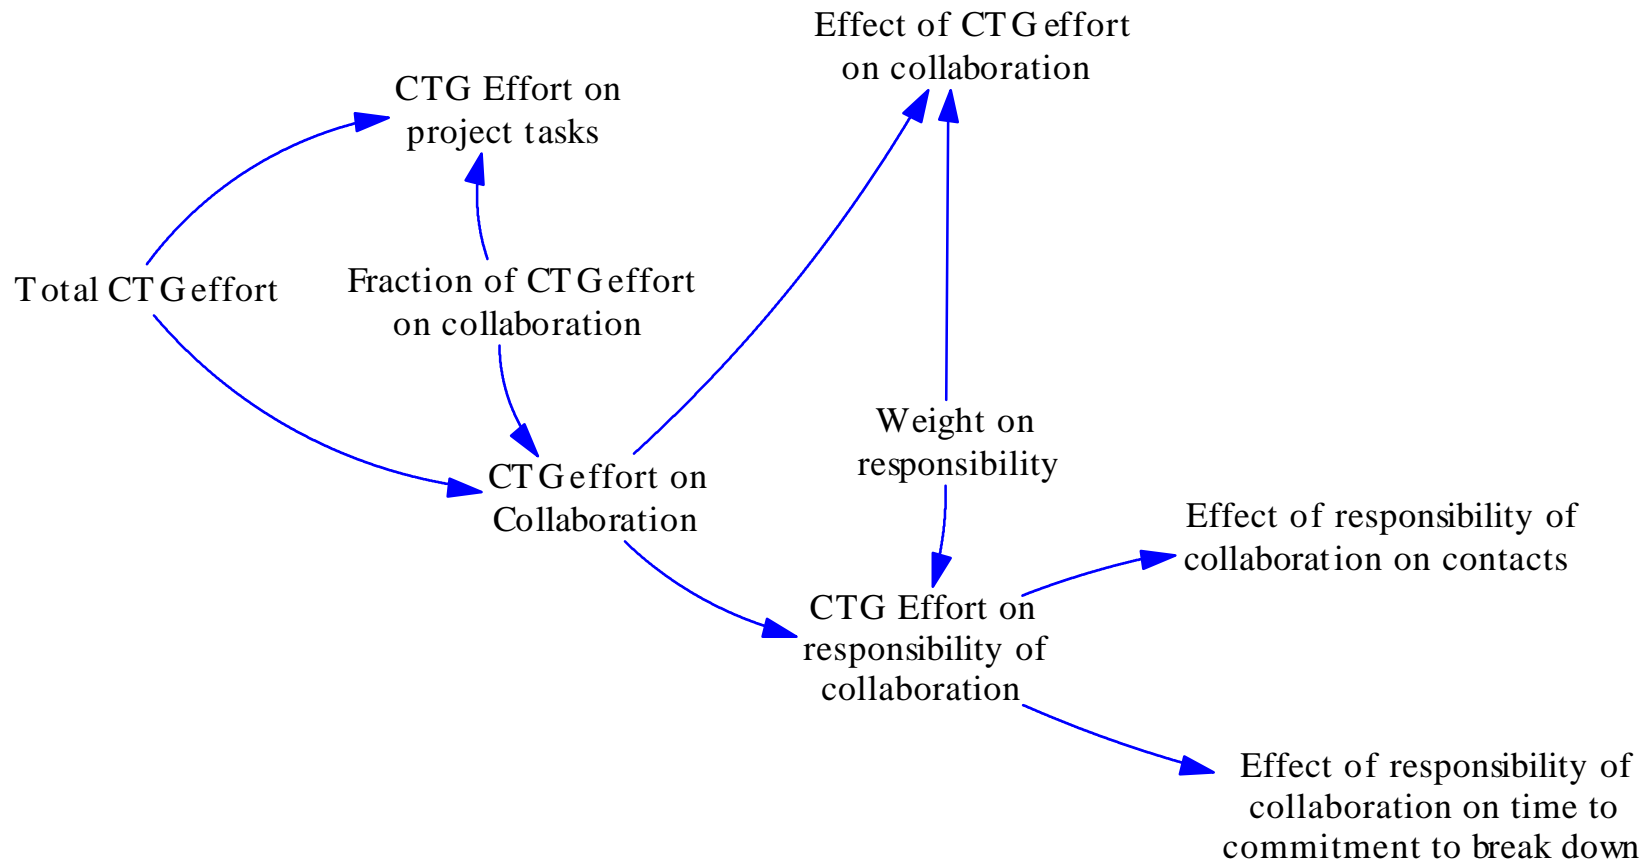 Effect of CTG effort
on collaboration
CTG Effort on
project tasks
Total CTG effort
Fraction of CTG effort
on collaboration
Weight on
responsibility
CTG effort on
Collaboration
Effect of responsibility of
collaboration on contacts
CTG Effort on
responsibility of
collaboration
Effect of responsibility of
collaboration on time to
commitment to break down